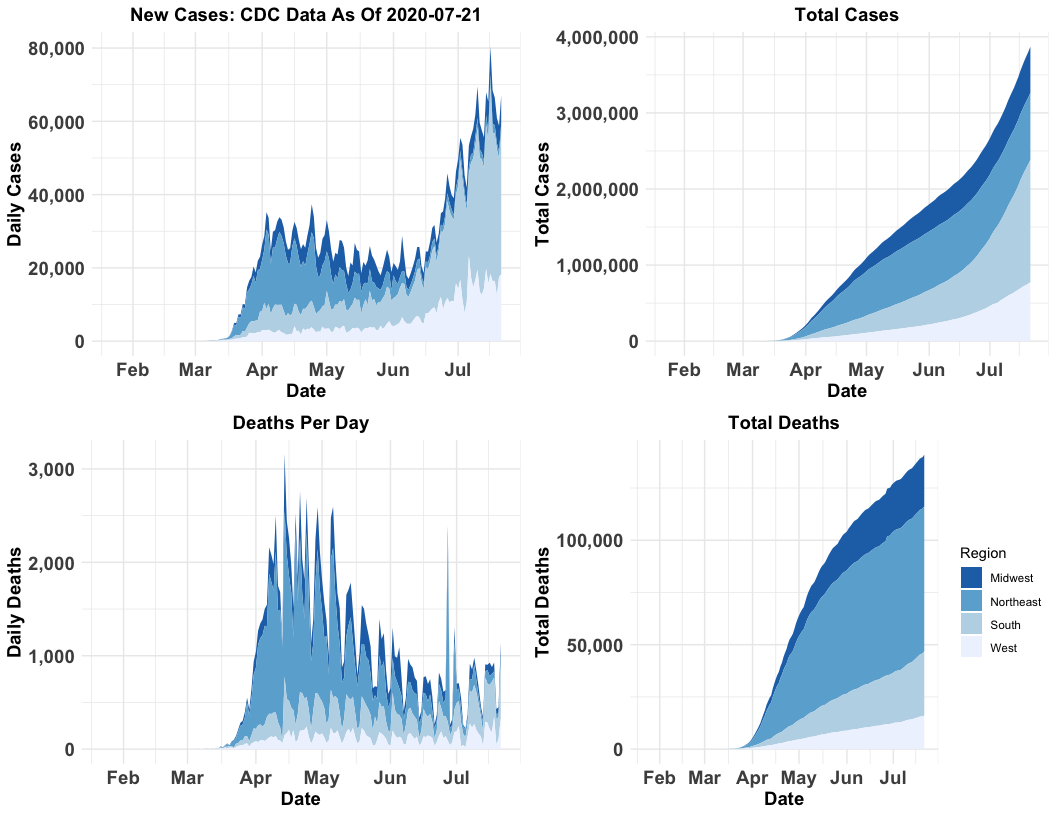 New Cases: CDC Data As Of 2020-07-21
80,000
60,000
40,000
20,000
0
Daily Cases
Feb Mar Apr May Jun Jul
Date
Total Cases
4,000,000
3,000,000
2,000,000
1,000,000
0
Total Cases
Feb Mar Apr May Jun Jul
Date
Deaths Per Day
3,000
2,000
1,000
0
Daily Deaths
Feb Mar Apr May Jun Jul
Date
Total Deaths
100,000
50,000
0
Total Deaths
Feb Mar Apr May Jun Jul
Date
Region
Midwest
Northeast
South
West